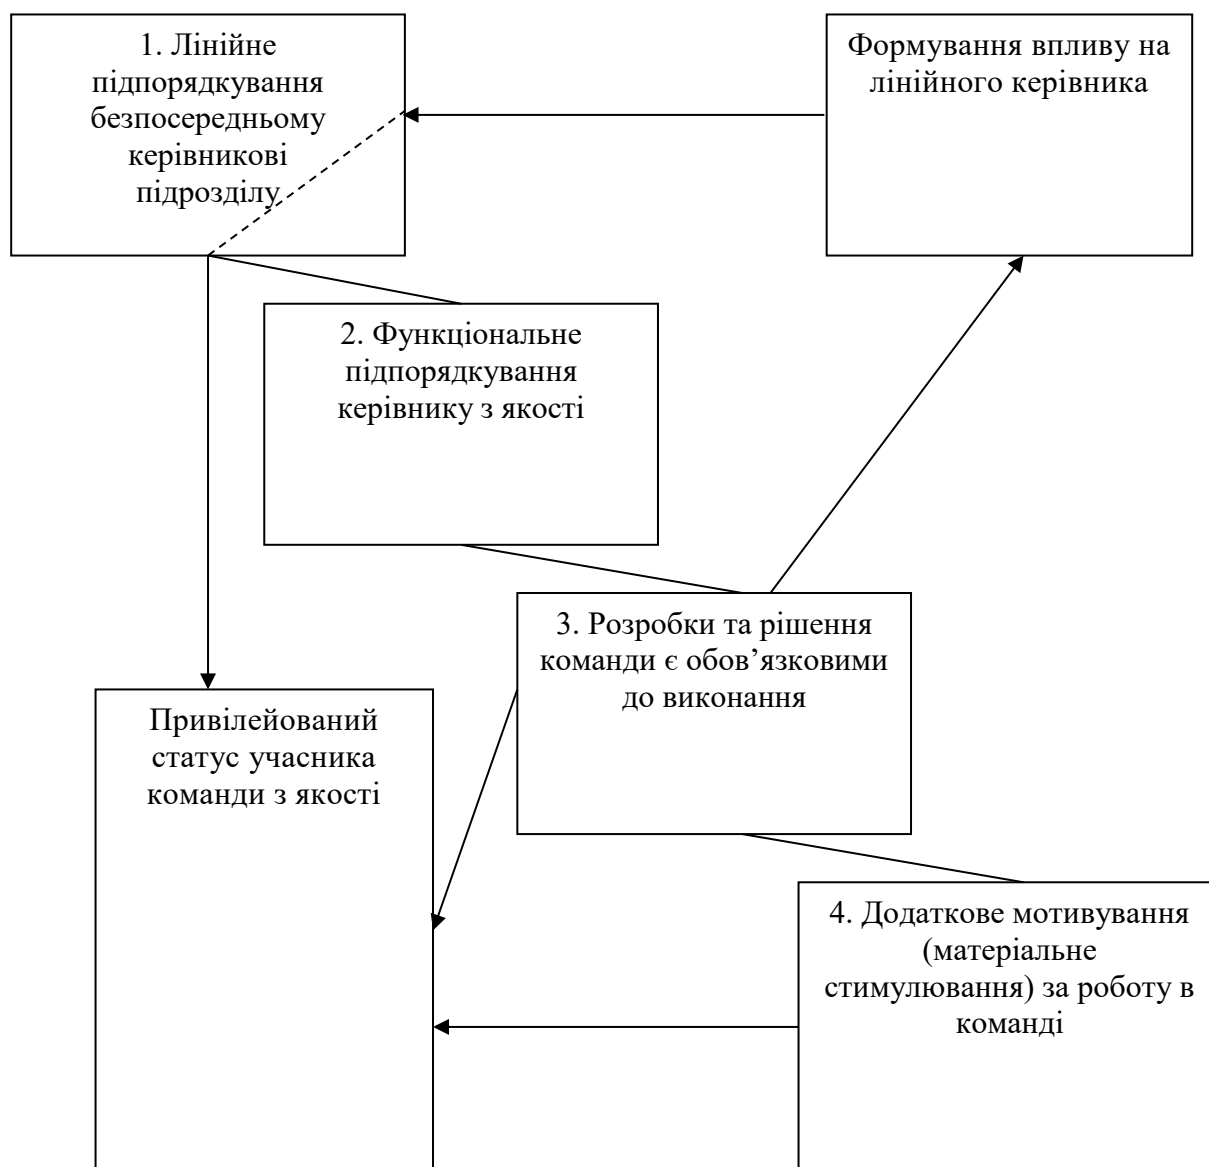 1. Лінійне
підпорядкування
безпосередньому
керівникові
підрозділу
Формування впливу на
лінійного керівника
2. Функціональне
підпорядкування
керівнику з якості
3. Розробки та рішення
команди є обов’язковими
до виконання
Привілейований
статус учасника
команди з якості
4. Додаткове мотивування
(матеріальне
стимулювання) за роботу в
команді